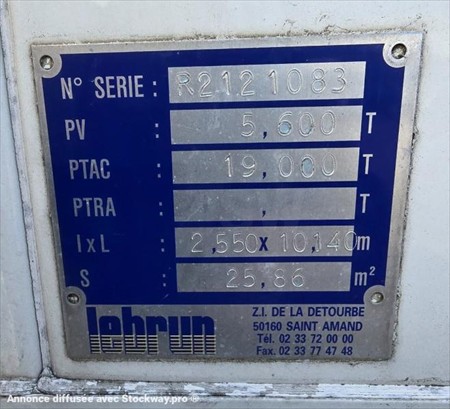 N° SERIE : R2121083
PV : 5,600 T
PTAC : 19,000 T
PTRA : , T
l x L : 2,550 x 10,140 m
S : 25,86 m²
lebrun
Z.I. DE LA DETOURBE
50160 SAINT AMAND
Tél. 02 33 72 00 00
Fax. 02 33 77 47 48
Annonce diffusée avec Stockway.pro ®